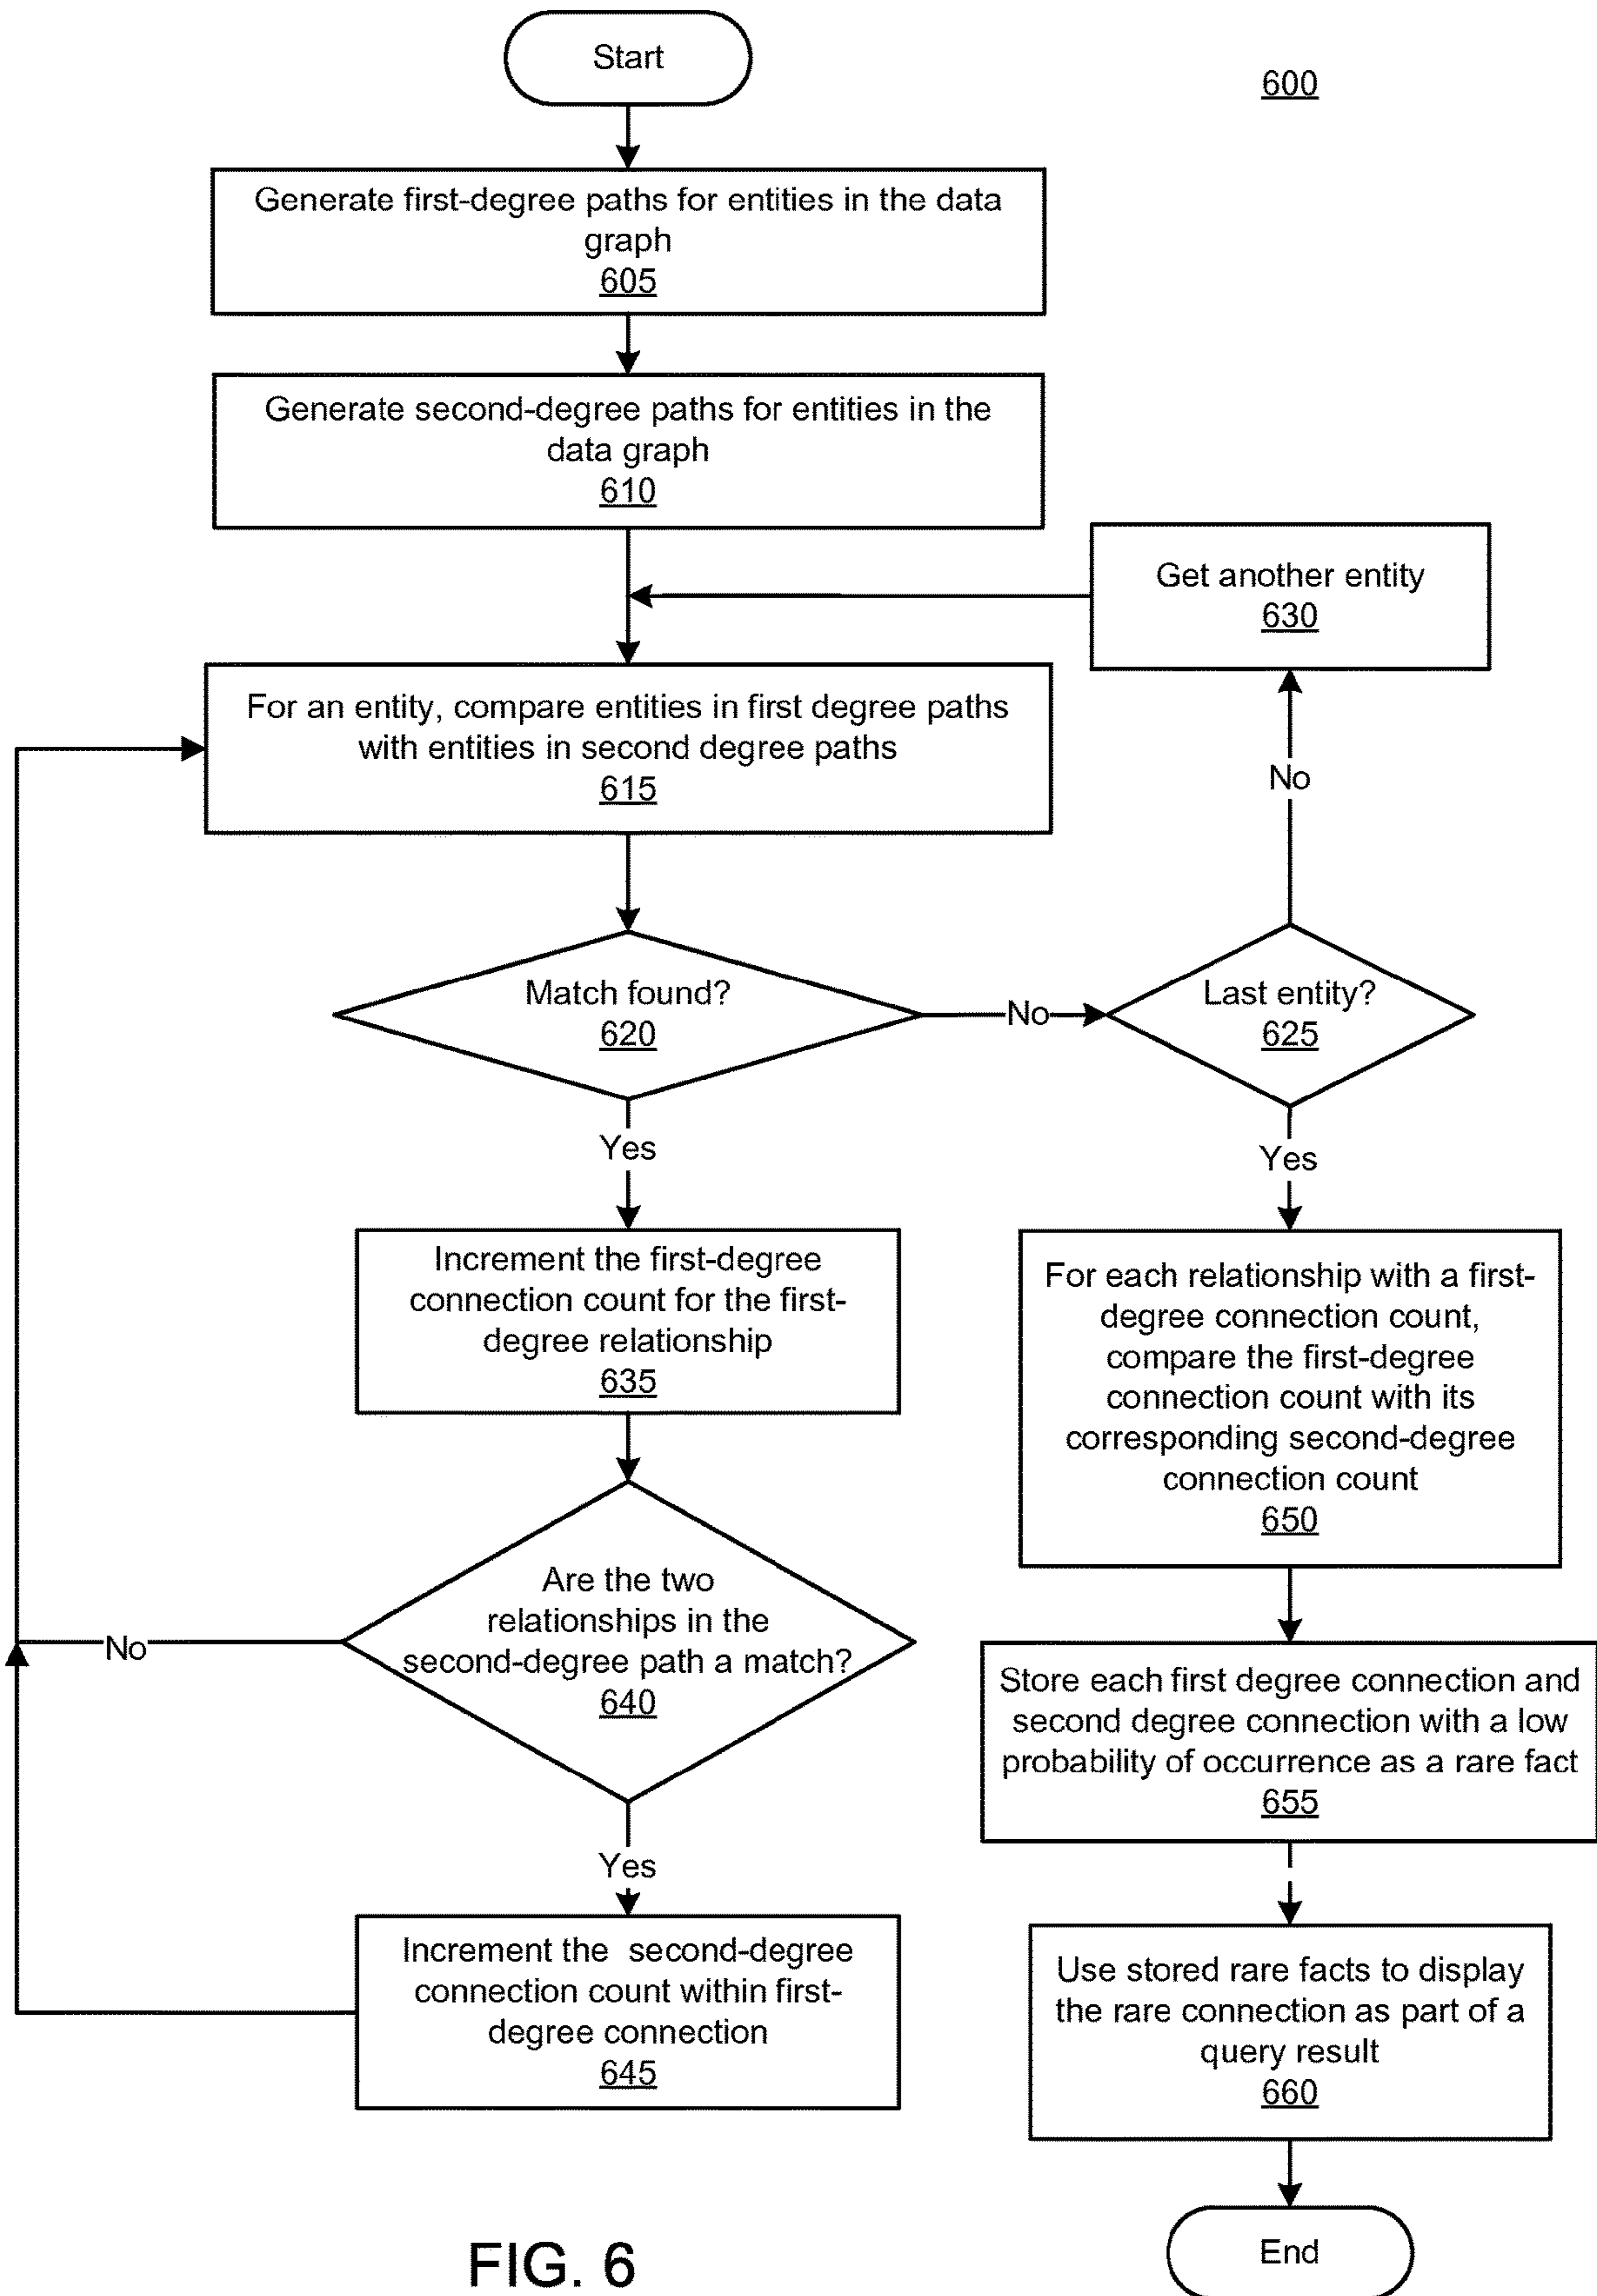 Start
600
Generate first-degree paths for entities in the data
graph
605
Generate second-degree paths for entities in the
data graph
610
Get another entity
630
For an entity, compare entities in first degree paths
with entities in second degree paths
615
No
Match found?
620
No
Last entity?
625
Yes
Yes
Increment the first-degree
connection count for the first-
degree relationship
635
For each relationship with a first-
degree connection count,
compare the first-degree
connection count with its
corresponding second-degree
connection count
650
Are the two
relationships in the
second-degree path a match?
640
No
Store each first degree connection and
second degree connection with a low
probability of occurrence as a rare fact
655
Yes
Increment the second-degree
connection count within first-
degree connection
645
Use stored rare facts to display
the rare connection as part of a
query result
660
End
FIG. 6